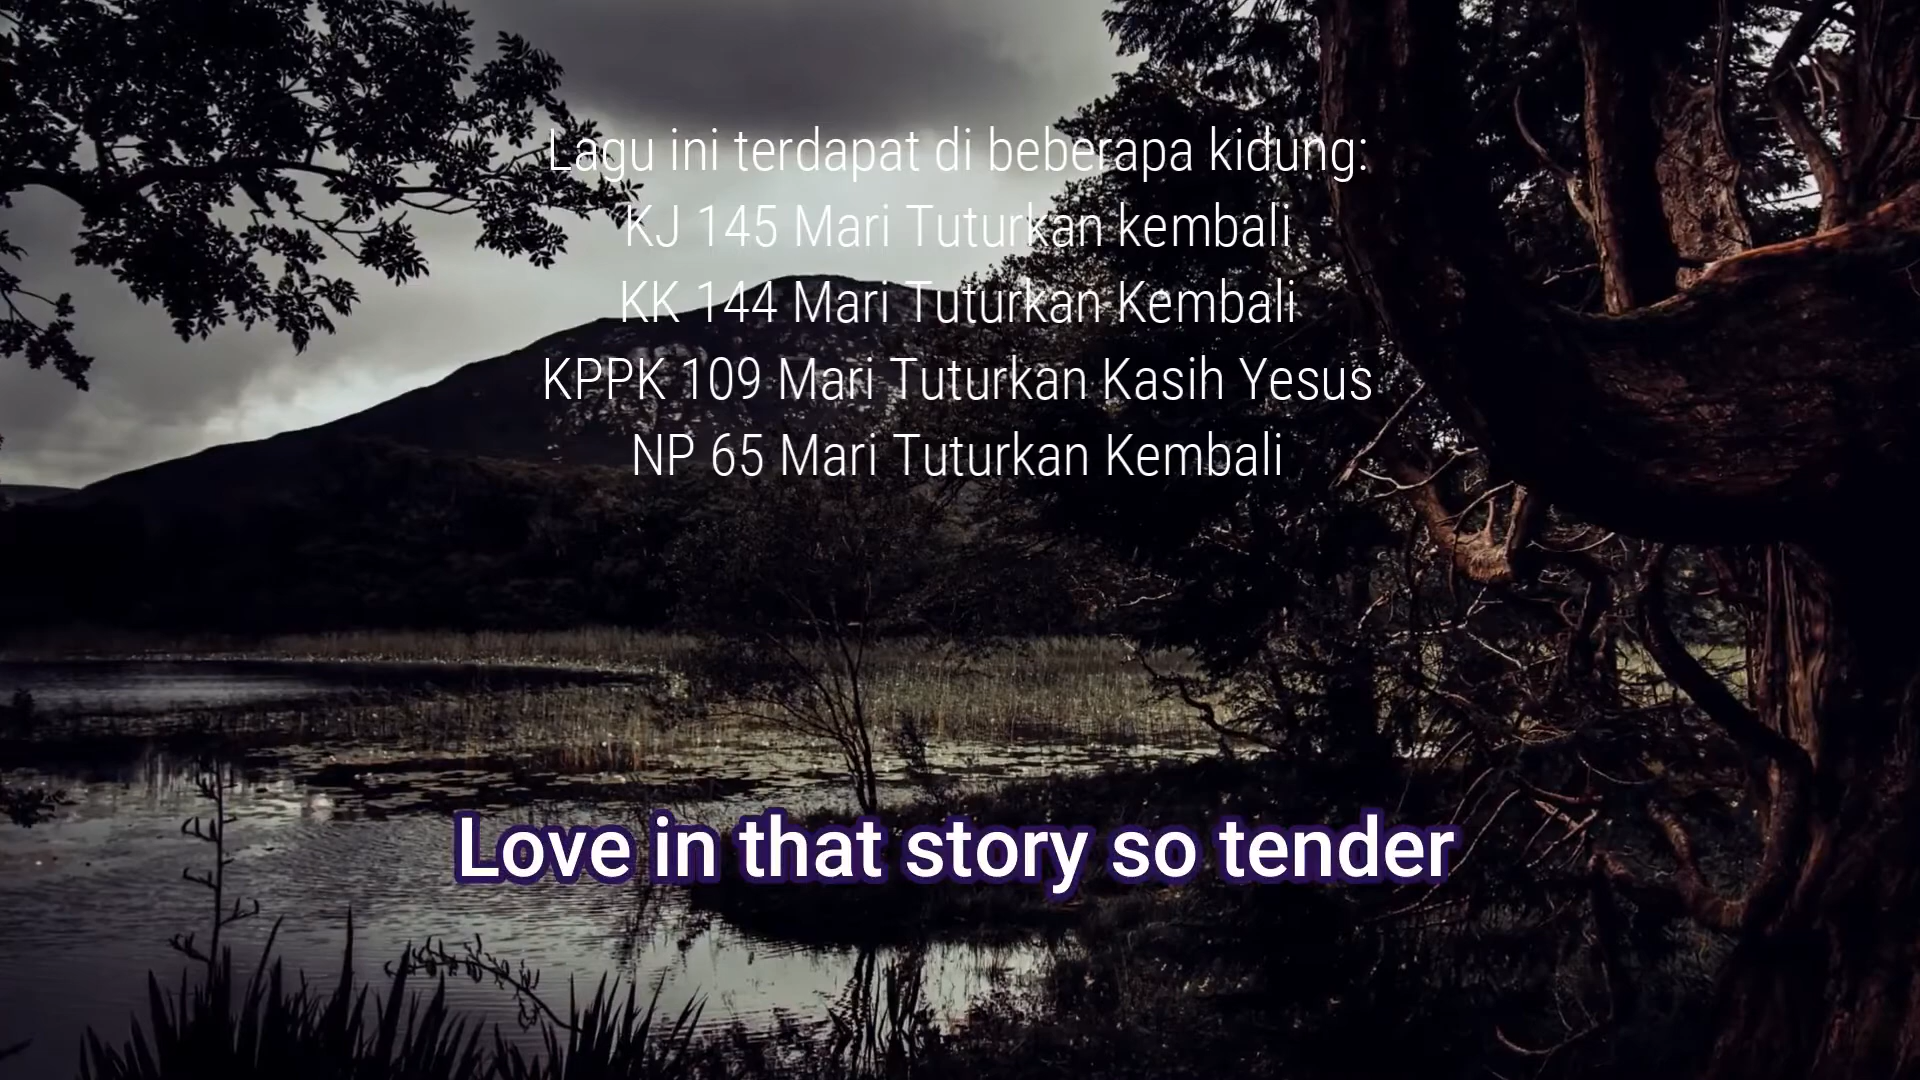 Lagu ini terdapat di beberapa kidung:
KJ 145 Mari Tuturkan kembali
KK 144 Mari Tuturkan Kembali
KPPK 109 Mari Tuturkan Kasih Yesus
NP 65 Mari Tuturkan Kembali
Love in that story so tender